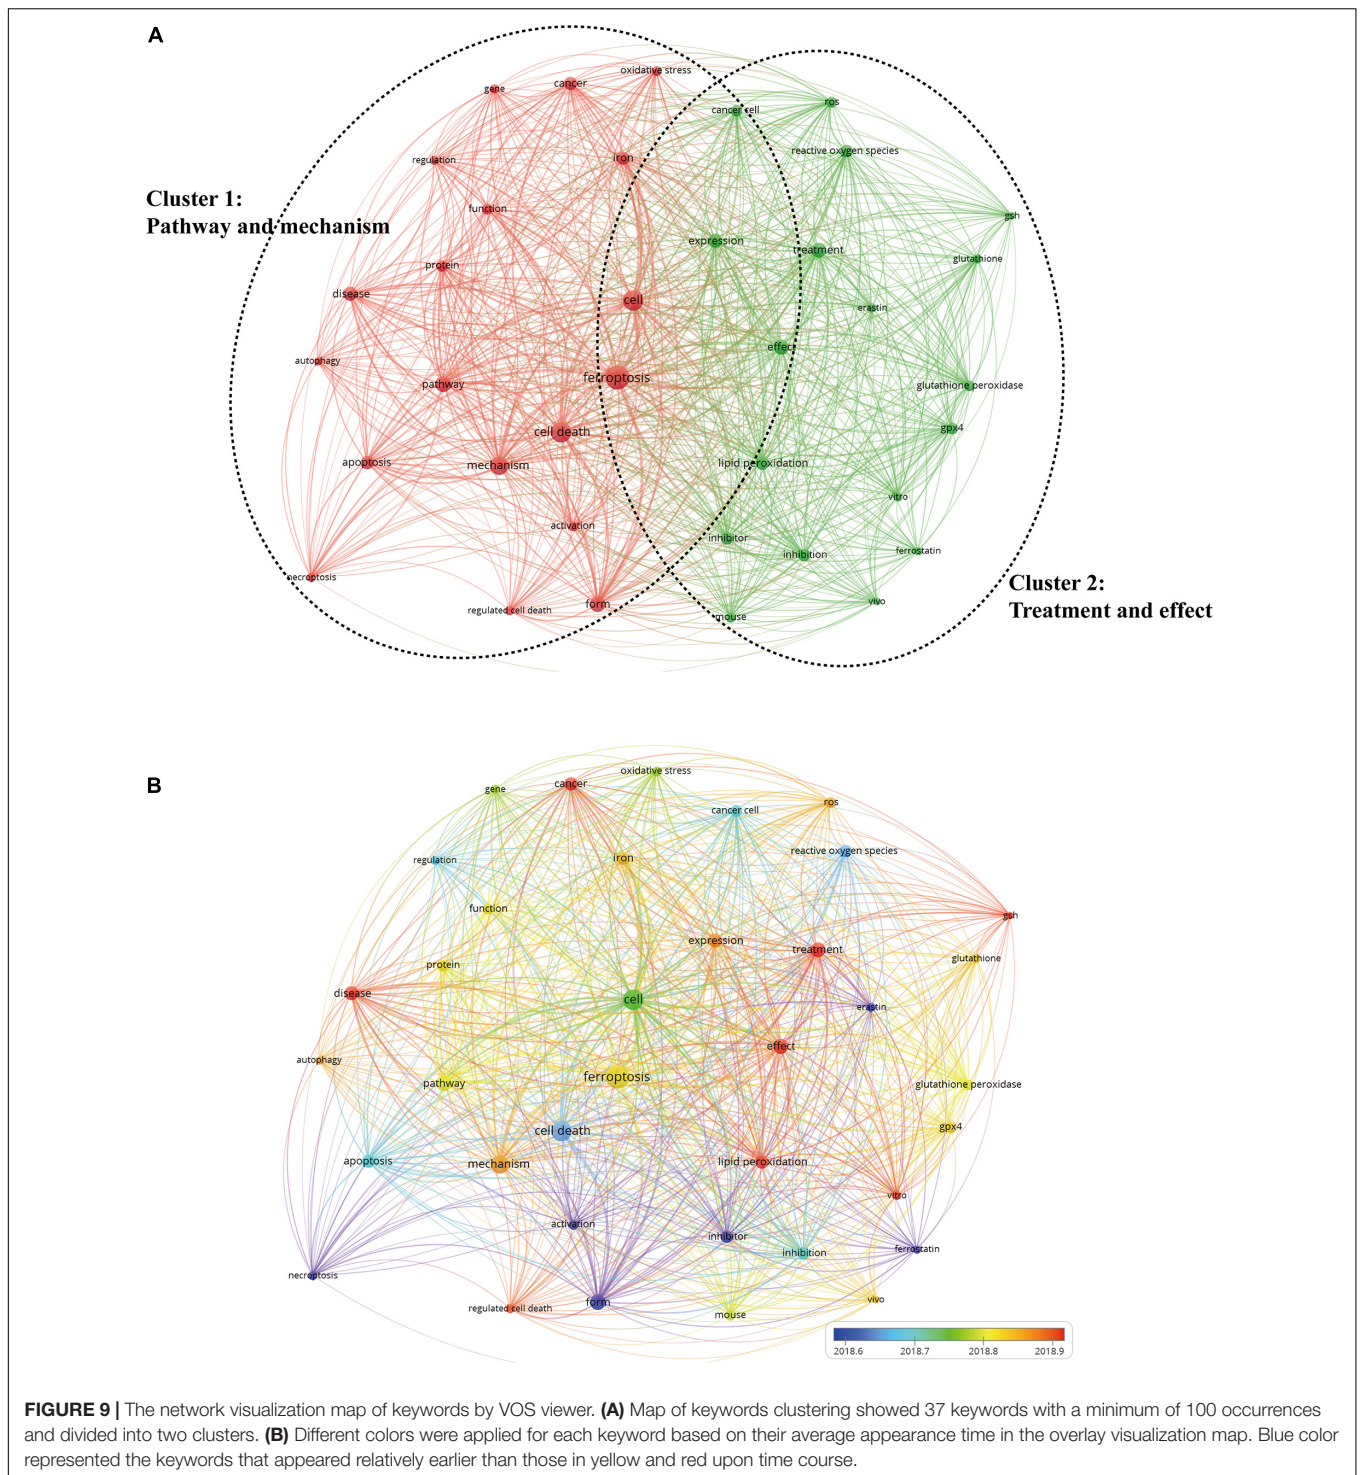 A
oxidative stress
cancer
gene
cancer cell
ros
reactive oxygen species
regulation
iron
Cluster 1:
Pathway and mechanism
function
gsh
expression
treatment
glutathione
protein
disease
cell
erastin
effect
autophagy
ferroptosis
pathway
glutathione peroxidase
gpx4
cell death
apoptosis
mechanism
lipid peroxidation
vitro
activation
inhibitor
inhibition
ferrostatin
necroptosis
Cluster 2:
Treatment and effect
regulated cell death
form
vivo
mouse
B
oxidative stress
gene
cancer
cancer cell
ros
regulation
iron
reactive oxygen species
function
gsh
expression
treatment
protein
glutathione
disease
cell
erastin
effect
autophagy
ferroptosis
pathway
glutathione peroxidase
gpx4
cell death
apoptosis
mechanism
lipid peroxidation
vitro
activation
inhibitor
inhibition
ferrostatin
necroptosis
regulated cell death
form
vivo
mouse
2018.6 2018.7 2018.8 2018.9
FIGURE 9 | The network visualization map of keywords by VOS viewer. (A) Map of keywords clustering showed 37 keywords with a minimum of 100 occurrences
and divided into two clusters. (B) Different colors were applied for each keyword based on their average appearance time in the overlay visualization map. Blue color
represented the keywords that appeared relatively earlier than those in yellow and red upon time course.